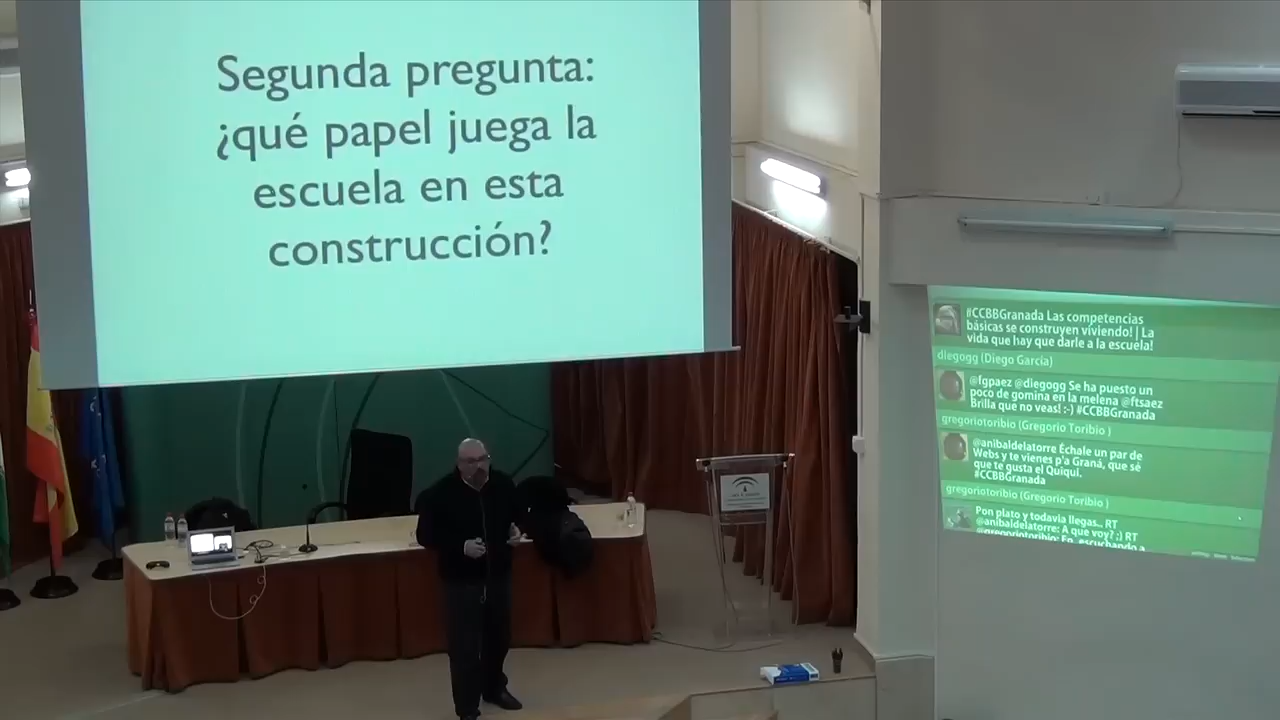 Segunda pregunta:
¿qué papel juega la
escuela en esta
construcción?
#CCBBGranada Las competencias
básicas se construyen viviendo! | La
vida que hay que darle a la escuela!
diegogg (Diego García)
@fgpaez @diegogg Se ha puesto un
poco de gomina en la melena @ftsaez
Brilla que no veas! :-) #CCBBGranada
gregoriotoribio (Gregorio Toribio )
@anibaldelatorre Échale un par de
Webs y te vienes p'a Graná, que sé
que te gusta el Quiqui.
#CCBBGranada
gregoriotoribio (Gregorio Toribio )
Pon plato y todavia llegas.. RT
@anibaldelatorre: A que voy? ;) RT
@gregoriotoribio: En #escuchando a